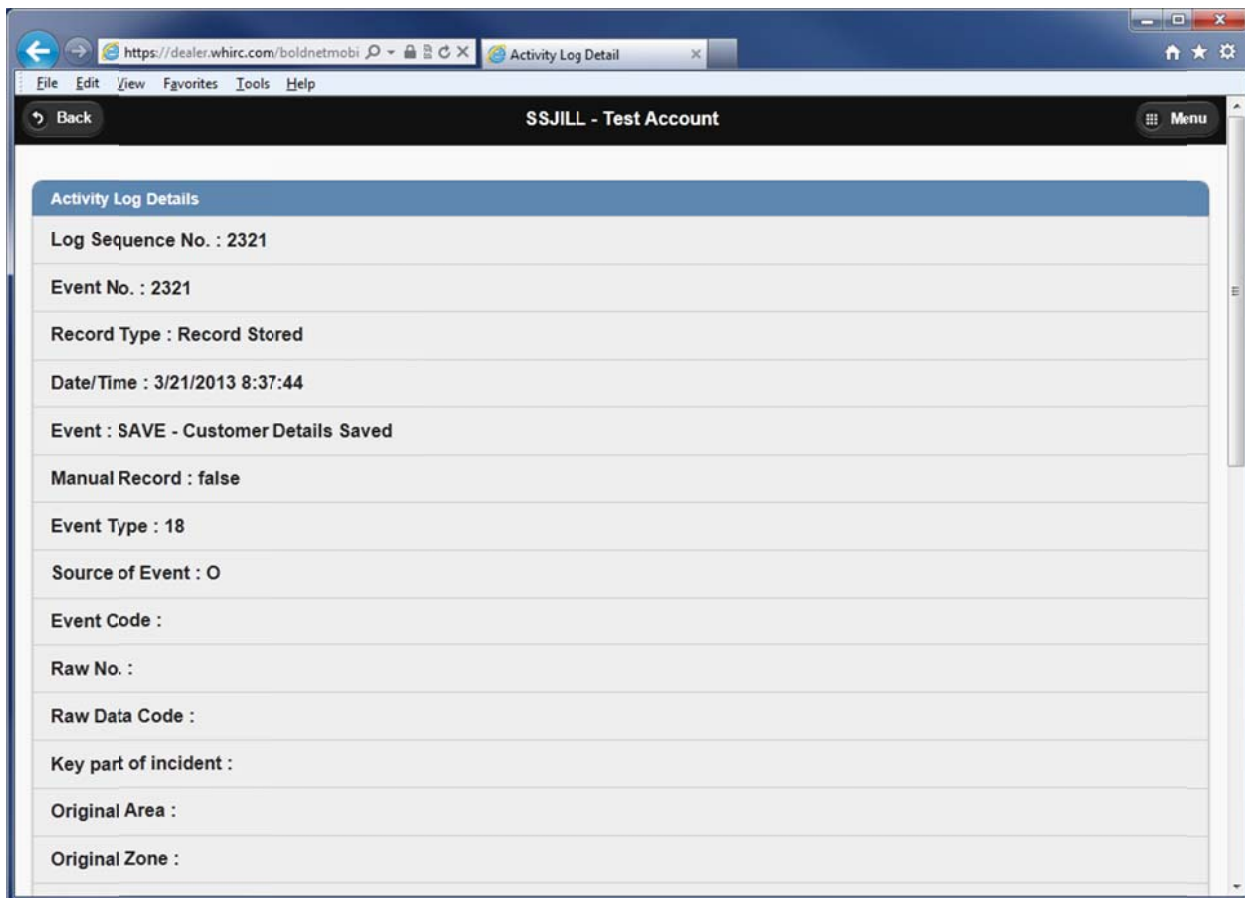 https://dealer.whirc.com/boldnetmobi
Activity Log Detail
File Edit View Favorites Tools Help
Back
SSJILL - Test Account
Menu
Activity Log Details
Log Sequence No. : 2321
Event No. : 2321
Record Type : Record Stored
Date/Time : 3/21/2013 8:37:44
Event : SAVE - Customer Details Saved
Manual Record : false
Event Type : 18
Source of Event : O
Event Code :
Raw No. :
Raw Data Code :
Key part of incident :
Original Area :
Original Zone :